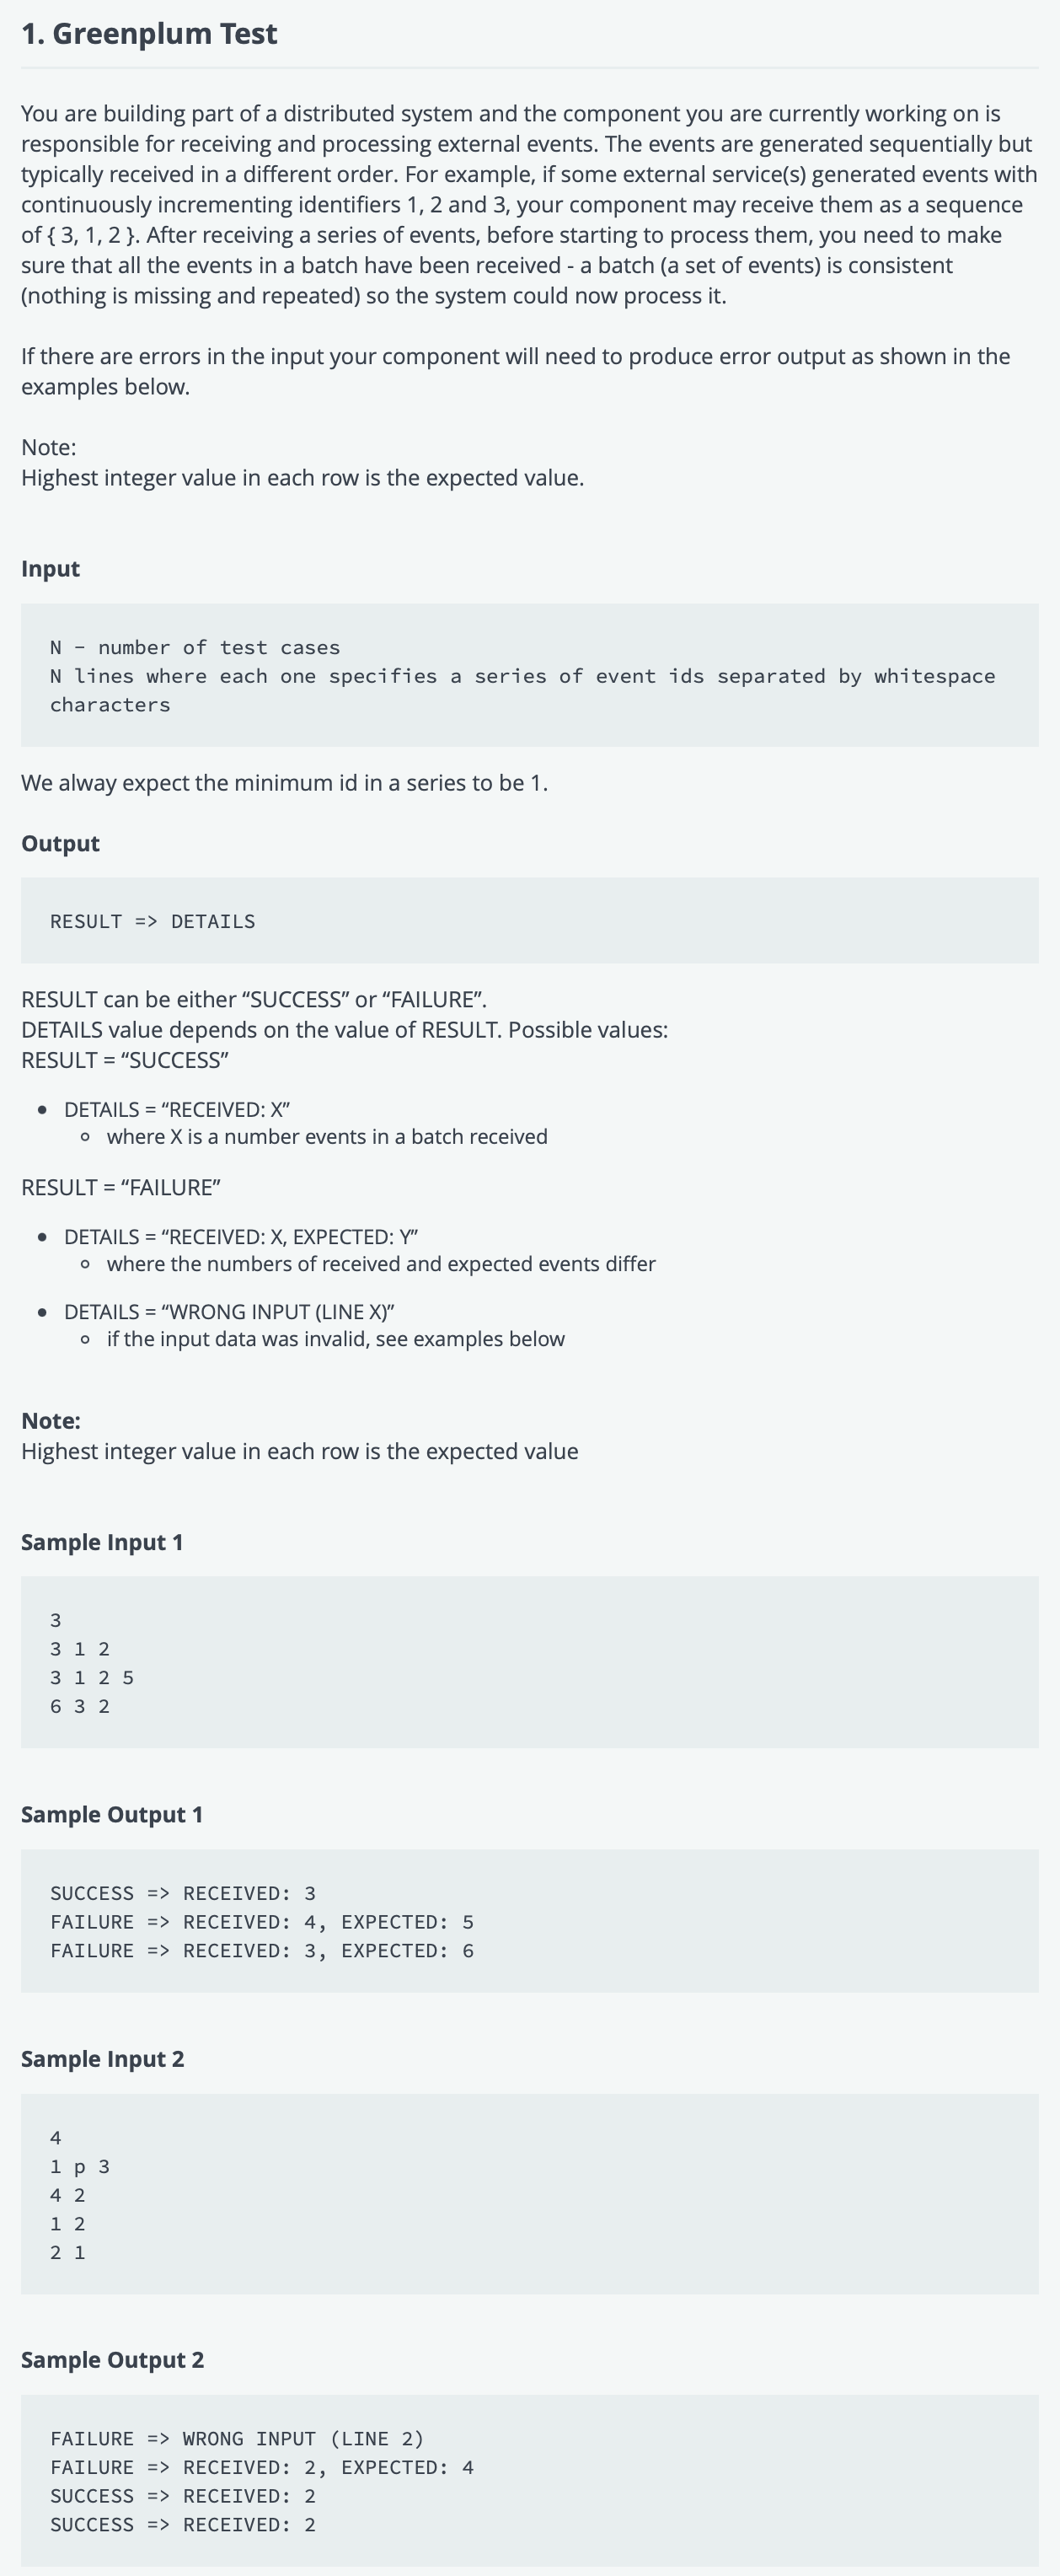 1. Greenplum Test
You are building part of a distributed system and the component you are currently working on is
responsible for receiving and processing external events. The events are generated sequentially but
typically received in a different order. For example, if some external service(s) generated events with
continuously incrementing identifiers 1, 2 and 3, your component may receive them as a sequence
of { 3, 1, 2 }. After receiving a series of events, before starting to process them, you need to make
sure that all the events in a batch have been received - a batch (a set of events) is consistent
(nothing is missing and repeated) so the system could now process it.
If there are errors in the input your component will need to produce error output as shown in the
examples below.
Note:
Highest integer value in each row is the expected value.
Input
N – number of test cases
N lines where each one specifies a series of event ids separated by whitespace
characters
We alway expect the minimum id in a series to be 1.
Output
RESULT => DETAILS
RESULT can be either “SUCCESS” or “FAILURE”.
DETAILS value depends on the value of RESULT. Possible values:
RESULT = “SUCCESS”
• DETAILS = “RECEIVED: X”
◦ where X is a number events in a batch received
RESULT = “FAILURE”
• DETAILS = “RECEIVED: X, EXPECTED: Y”
◦ where the numbers of received and expected events differ
• DETAILS = “WRONG INPUT (LINE X)”
◦ if the input data was invalid, see examples below
Note:
Highest integer value in each row is the expected value
Sample Input 1
3
3 1 2
3 1 2 5
6 3 2
Sample Output 1
SUCCESS => RECEIVED: 3
FAILURE => RECEIVED: 4, EXPECTED: 5
FAILURE => RECEIVED: 3, EXPECTED: 6
Sample Input 2
4
1 p 3
4 2
1 2
2 1
Sample Output 2
FAILURE => WRONG INPUT (LINE 2)
FAILURE => RECEIVED: 2, EXPECTED: 4
SUCCESS => RECEIVED: 2
SUCCESS => RECEIVED: 2